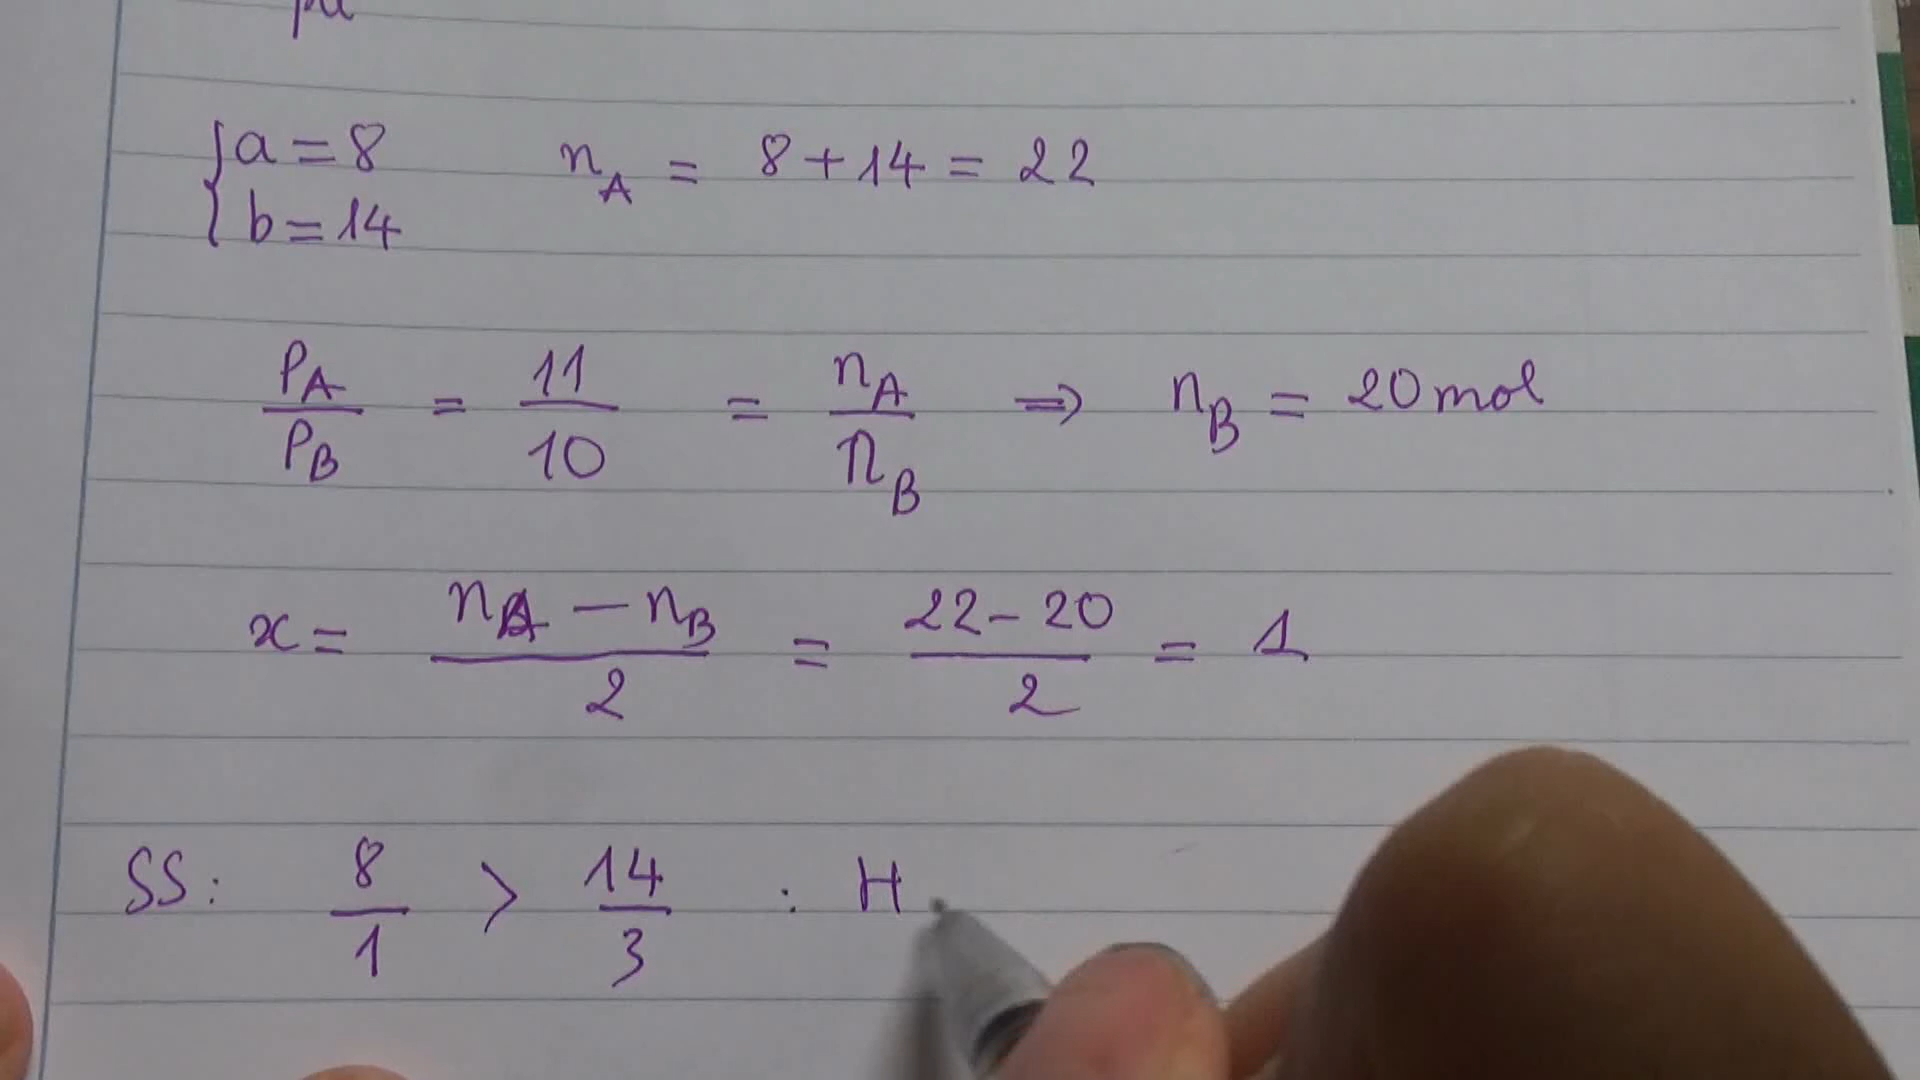 {a = 8
b = 14
n_A = 8 + 14 = 22
P_A / P_B = 11 / 10 = n_A / n_B ⇒ n_B = 20 mol
x = (n_A - n_B) / 2 = (22 - 20) / 2 = 1
SS: 8/1 > 14/3 : H